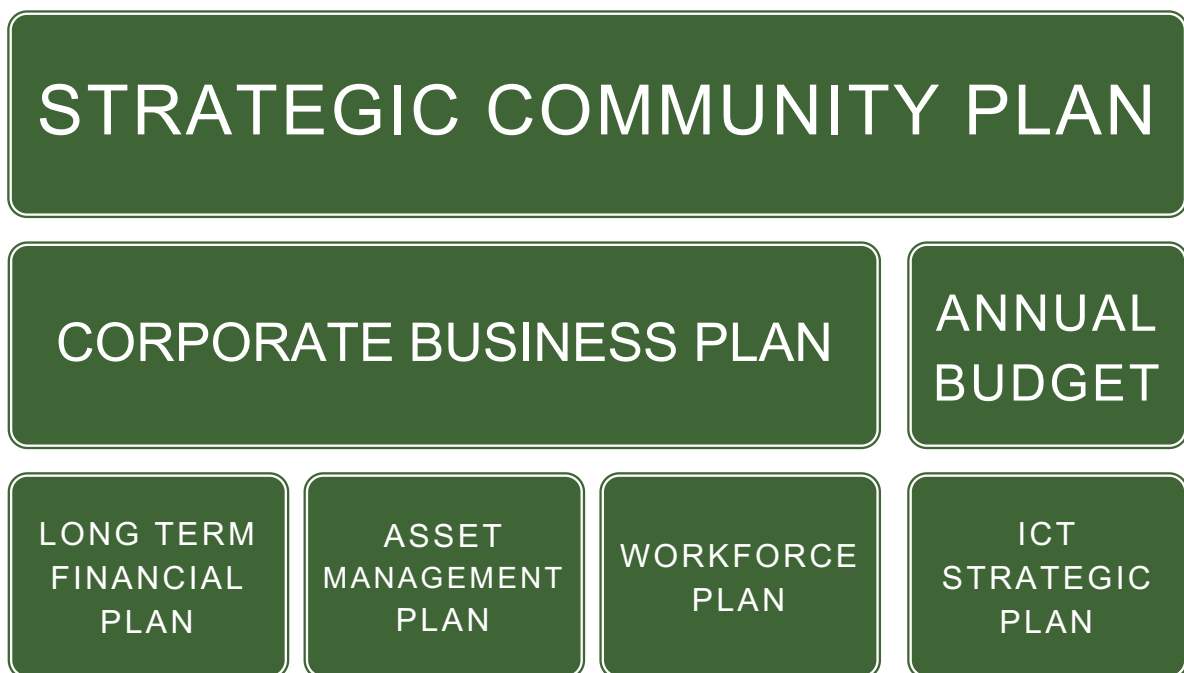 STRATEGIC COMMUNITY PLAN
CORPORATE BUSINESS PLAN
ANNUAL
BUDGET
LONG TERM
FINANCIAL
PLAN
ASSET
MANAGEMENT
PLAN
WORKFORCE
PLAN
ICT
STRATEGIC
PLAN